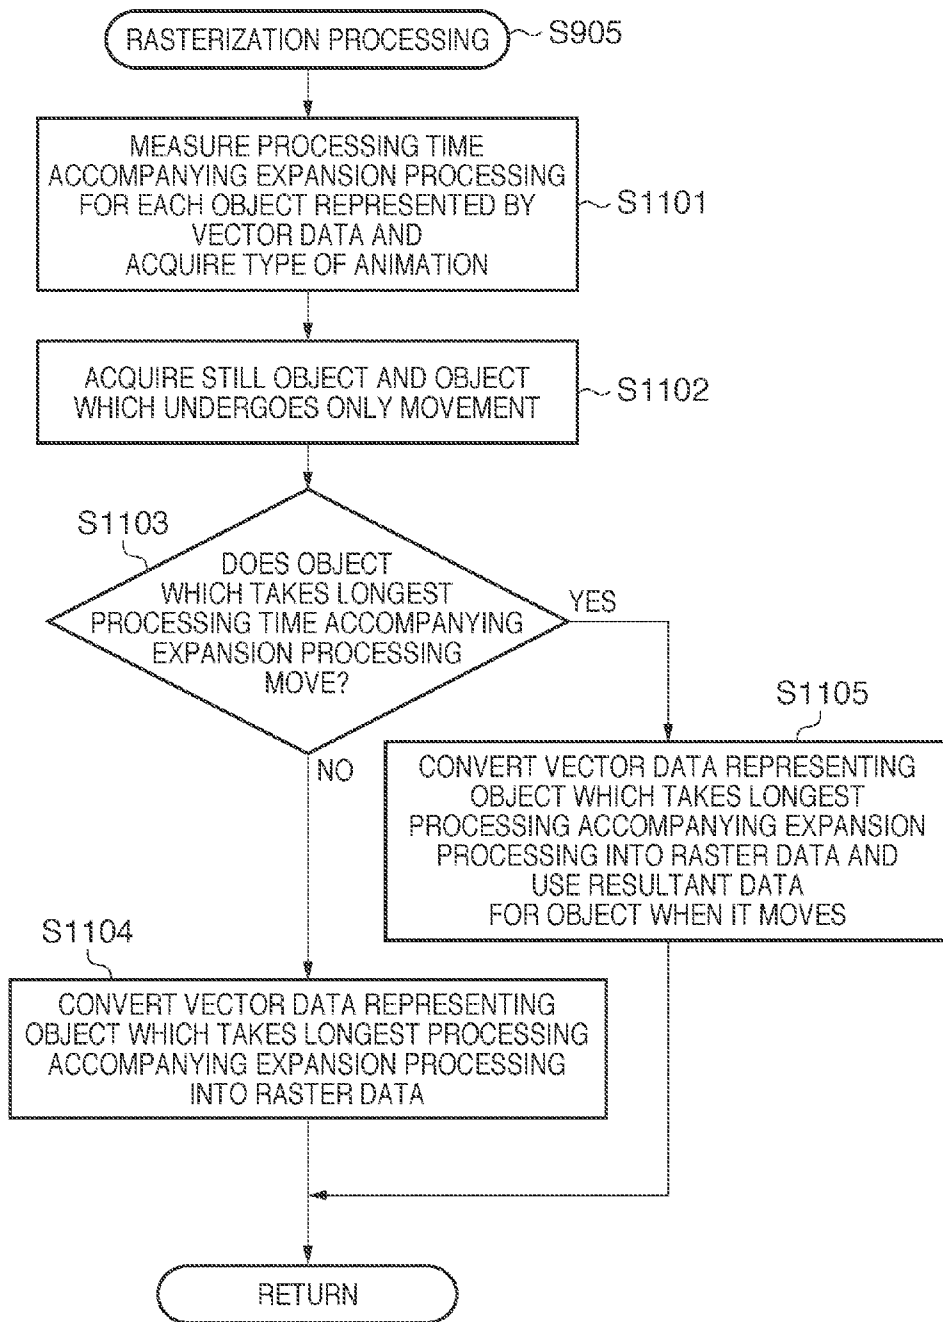 RASTERIZATION PROCESSING
S905
MEASURE PROCESSING TIME
ACCOMPANYING EXPANSION PROCESSING
FOR EACH OBJECT REPRESENTED BY
VECTOR DATA AND
ACQUIRE TYPE OF ANIMATION
S1101
ACQUIRE STILL OBJECT AND OBJECT
WHICH UNDERGOES ONLY MOVEMENT
S1102
S1103
DOES OBJECT
WHICH TAKES LONGEST
PROCESSING TIME ACCOMPANYING
EXPANSION PROCESSING
MOVE?
YES
NO
S1105
CONVERT VECTOR DATA REPRESENTING
OBJECT WHICH TAKES LONGEST
PROCESSING ACCOMPANYING EXPANSION
PROCESSING INTO RASTER DATA AND
USE RESULTANT DATA
FOR OBJECT WHEN IT MOVES
S1104
CONVERT VECTOR DATA REPRESENTING
OBJECT WHICH TAKES LONGEST PROCESSING
ACCOMPANYING EXPANSION PROCESSING
INTO RASTER DATA
RETURN